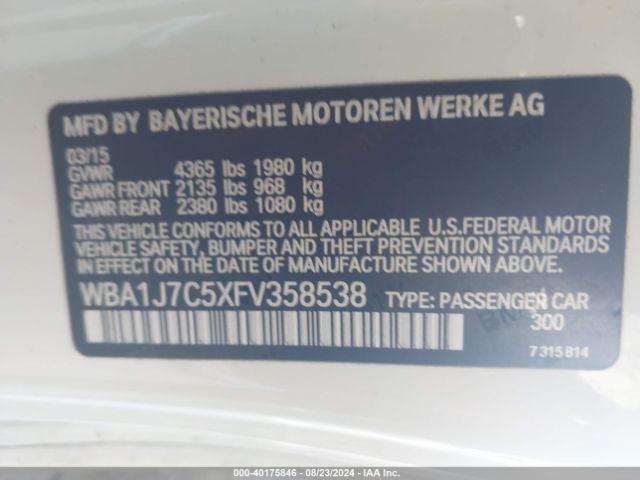 MFD BY BAYERISCHE MOTOREN WERKE AG
03/15
GVWR 4365 lbs 1980 kg
GAWR FRONT 2135 lbs 968 kg
GAWR REAR 2380 lbs 1080 kg
THIS VEHICLE CONFORMS TO ALL APPLICABLE U.S.FEDERAL MOTOR
VEHICLE SAFETY, BUMPER AND THEFT PREVENTION STANDARDS
IN EFFECT ON THE DATE OF MANUFACTURE SHOWN ABOVE.
WBA1J7C5XFV358538 TYPE: PASSENGER CAR
300
7315814
000-40175846 - 08/23/2024 - IAA Inc.